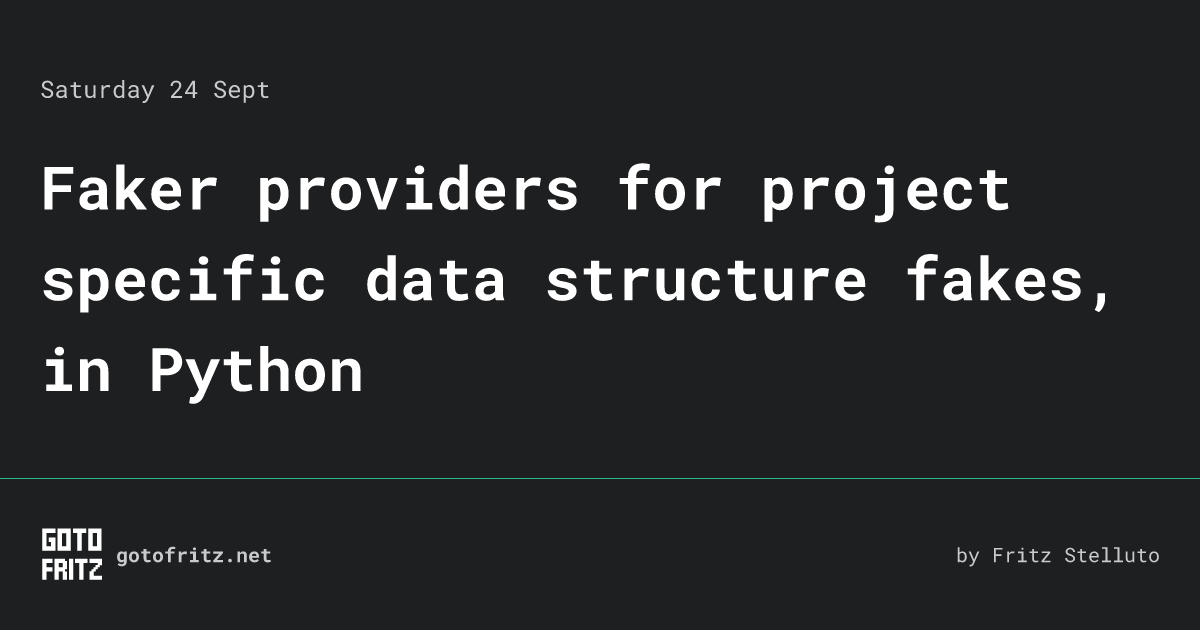 Saturday 24 Sept
Faker providers for project
specific data structure fakes,
in Python
GOTO
FRITZ
gotofritz.net
by Fritz Stelluto